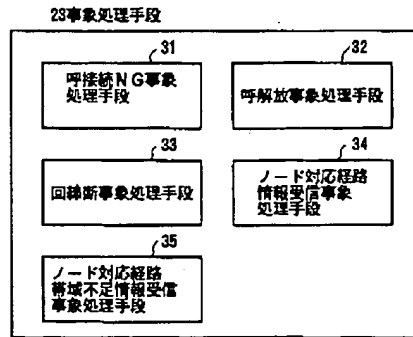 23事象処理手段
31
呼接続NG事象
処理手段
32
呼解放事象処理手段
33
回線断事象処理手段
34
ノード対応経路
情報受信事象
処理手段
35
ノード対応経路
帯域不足情報受信
事象処理手段